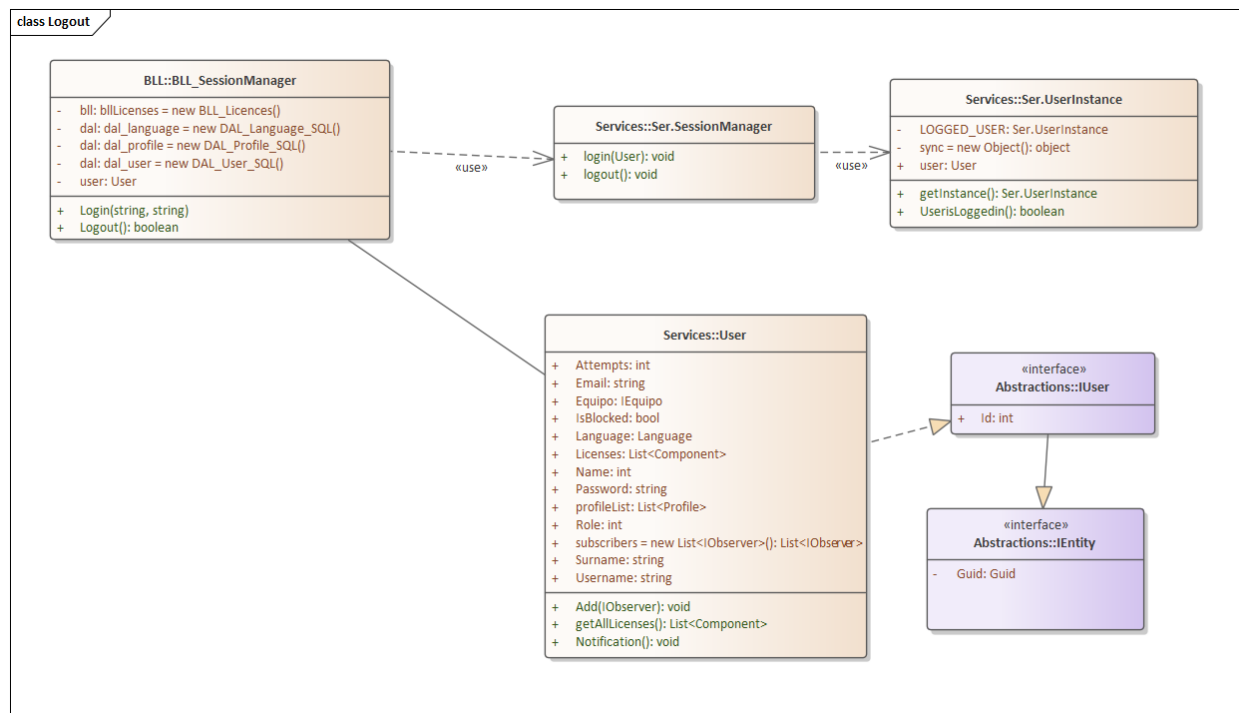 class Logout
BLL::BLL_SessionManager
- bll: bllLicenses = new BLL_Licences()
- dal: dal_language = new DAL_Language_SQL()
- dal: dal_profile = new DAL_Profile_SQL()
- dal: dal_user = new DAL_User_SQL()
- user: User
+ Login(string, string)
+ Logout(): boolean
«use»
Services::Ser.SessionManager
+ login(User): void
+ logout(): void
«use»
Services::Ser.UserInstance
- LOGGED_USER: Ser.UserInstance
- sync = new Object(): object
+ user: User
+ getInstance(): Ser.UserInstance
+ UserisLoggedin(): boolean
Services::User
+ Attempts: int
+ Email: string
+ Equipo: IEquipo
+ IsBlocked: bool
+ Language: Language
+ Licenses: List<Component>
+ Name: int
+ Password: string
+ profileList: List<Profile>
+ Role: int
+ subscribers = new List<IObserver>(): List<IObserver>
+ Surname: string
+ Username: string
+ Add(IObserver): void
+ getAllLicenses(): List<Component>
+ Notification(): void
«interface»
Abstractions::IUser
+ Id: int
«interface»
Abstractions::IEntity
- Guid: Guid